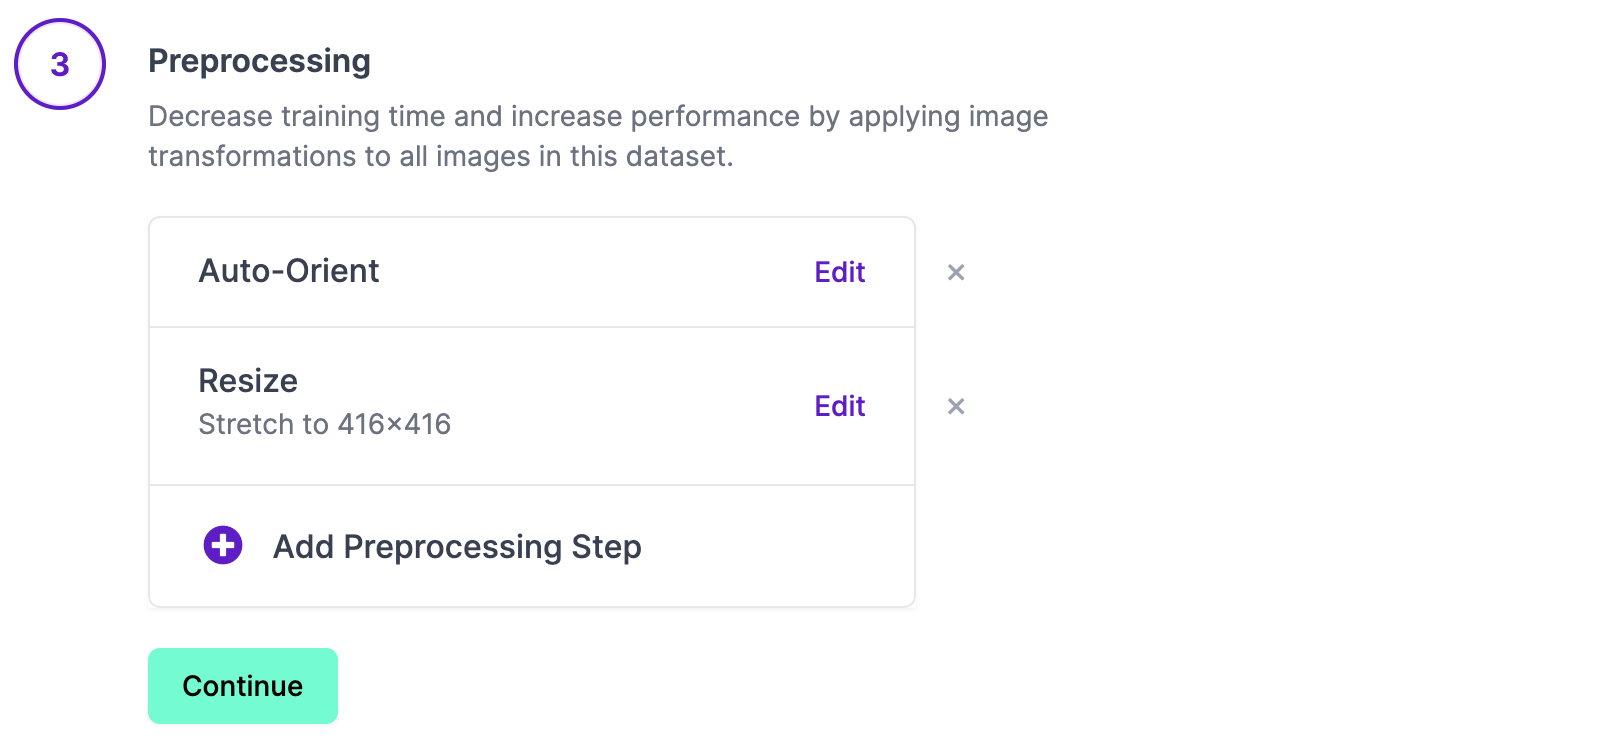 3
Preprocessing
Decrease training time and increase performance by applying image
transformations to all images in this dataset.
Auto-Orient
Edit
×
Resize
Stretch to 416×416
Edit
×
Add Preprocessing Step
Continue